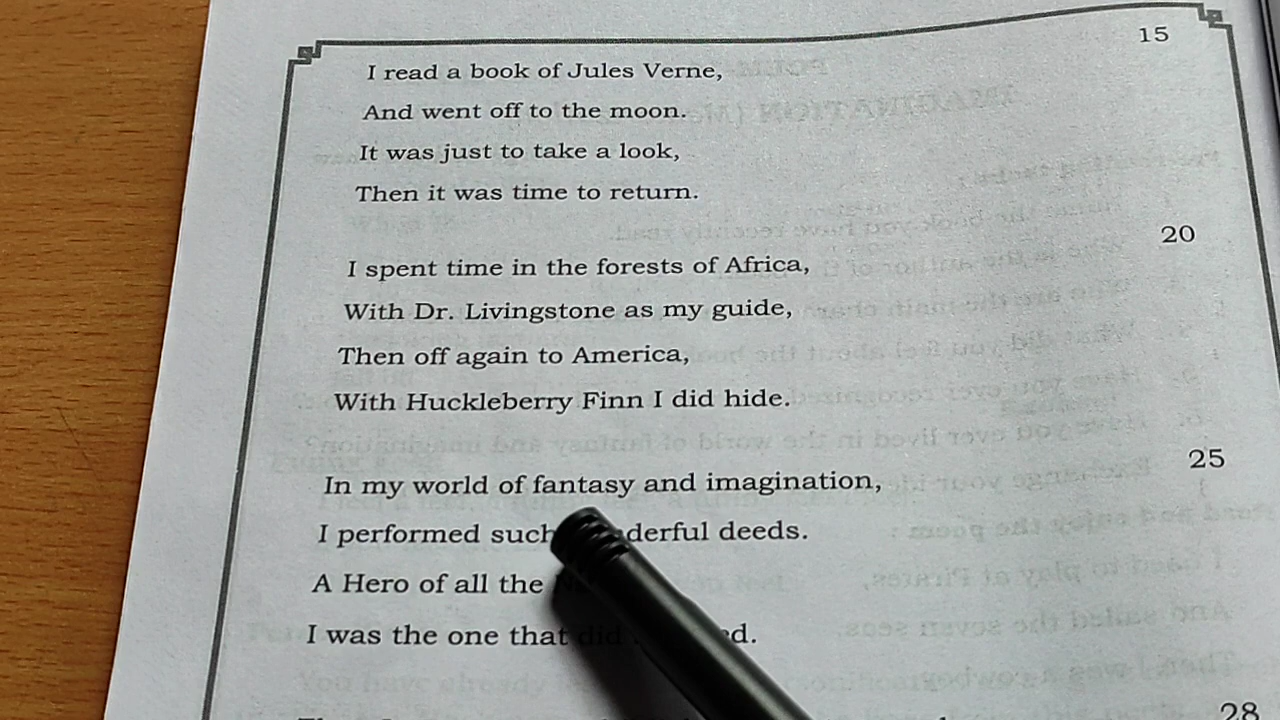 15
I read a book of Jules Verne,
And went off to the moon.
It was just to take a look,
Then it was time to return.
20
I spent time in the forests of Africa,
With Dr. Livingstone as my guide,
Then off again to America,
With Huckleberry Finn I did hide.
25
In my world of fantasy and imagination,
I performed such deeds.
A Hero of all the
I was the one that did
28